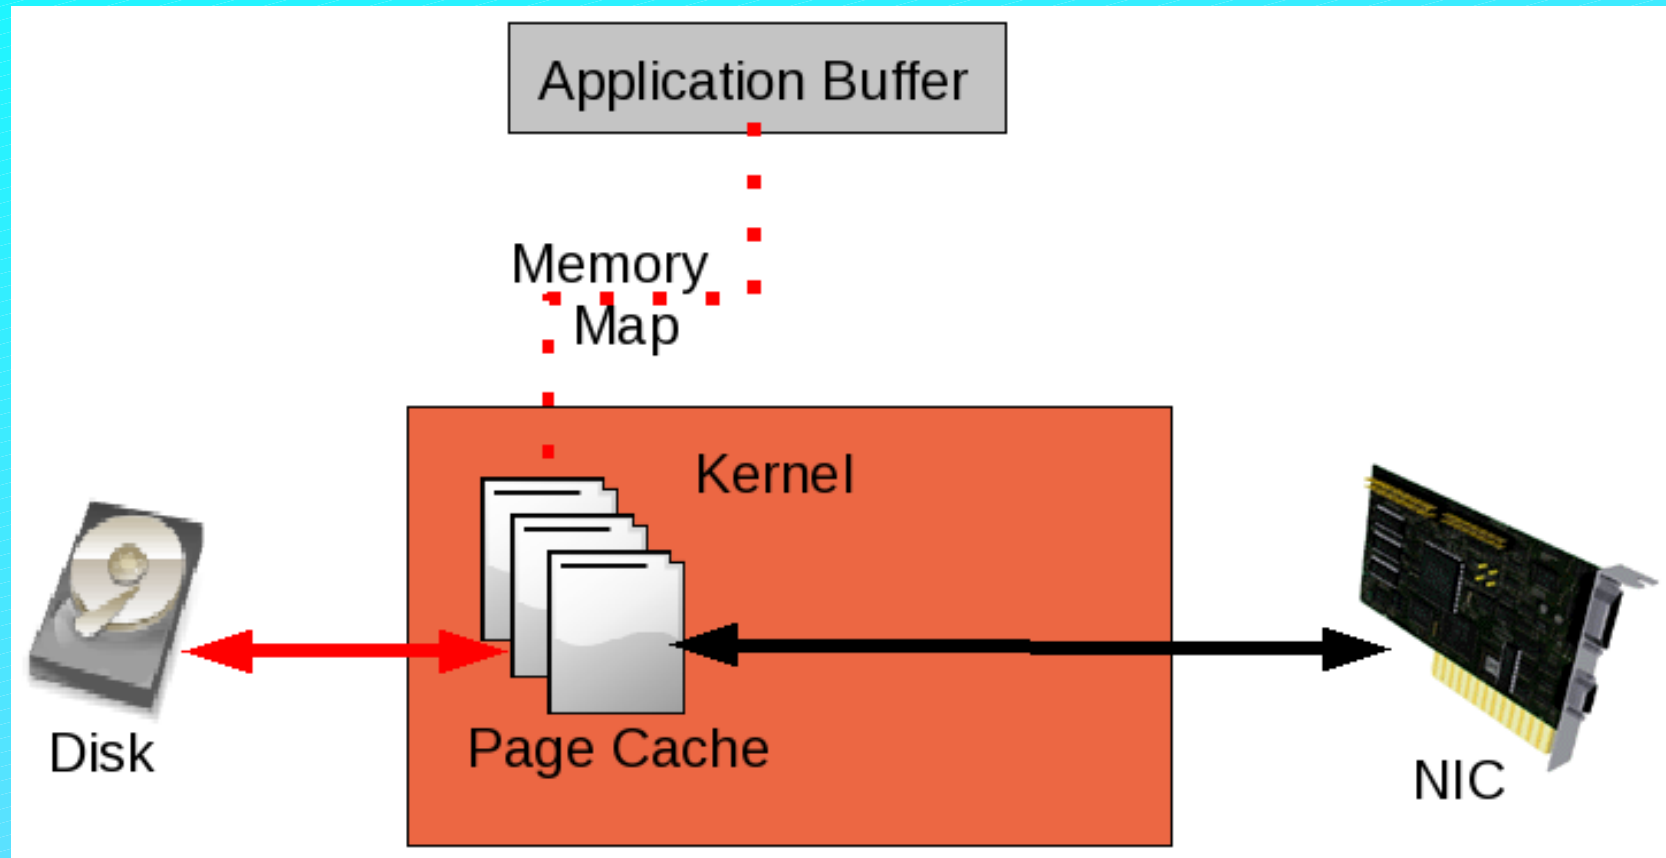 Application Buffer
Memory
Map
Kernel
Page Cache
Disk
NIC